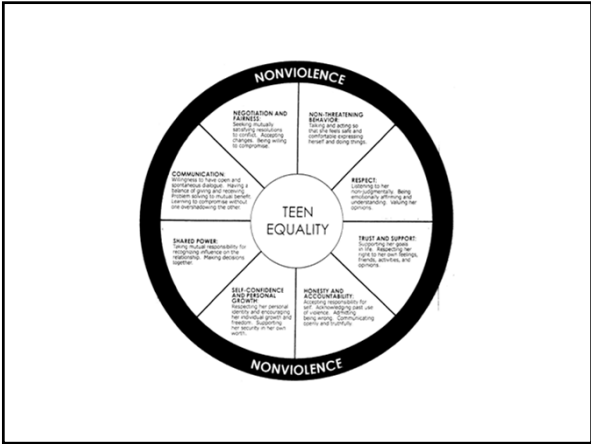 NONVIOLENCE
NEGOTIATION AND
FAIRNESS:
Seeking mutually
satisfying resolutions
to conflict. Accepting
changes. Being willing
to compromise.
NON-THREATENING
BEHAVIOR:
Talking and acting so
that she feels safe and
comfortable expressing
herself and doing things.
COMMUNICATION:
Willingness to have open and
spontaneous dialogue. Having a
balance of giving and receiving.
Problem solving to mutual benefit.
Learning to compromise without
one overshadowing the other.
RESPECT:
Listening to her
non-judgmentally. Being
emotionally affirming and
understanding. Valuing her
opinions.
TEEN
EQUALITY
SHARED POWER:
Taking mutual responsibility for
recognizing influence on the
relationship. Making decisions
together.
TRUST AND SUPPORT:
Supporting her goals
in life. Respecting her
right to her own feelings,
friends, activities, and
opinions.
SELF-CONFIDENCE
AND PERSONAL
GROWTH
Respecting her personal
identity and encouraging
her individual growth and
freedom. Supporting
her security in her own
worth.
HONESTY AND
ACCOUNTABILITY:
Accepting responsibility for
self. Acknowledging past use
of violence. Admitting
being wrong. Communicating
openly and truthfully.
NONVIOLENCE